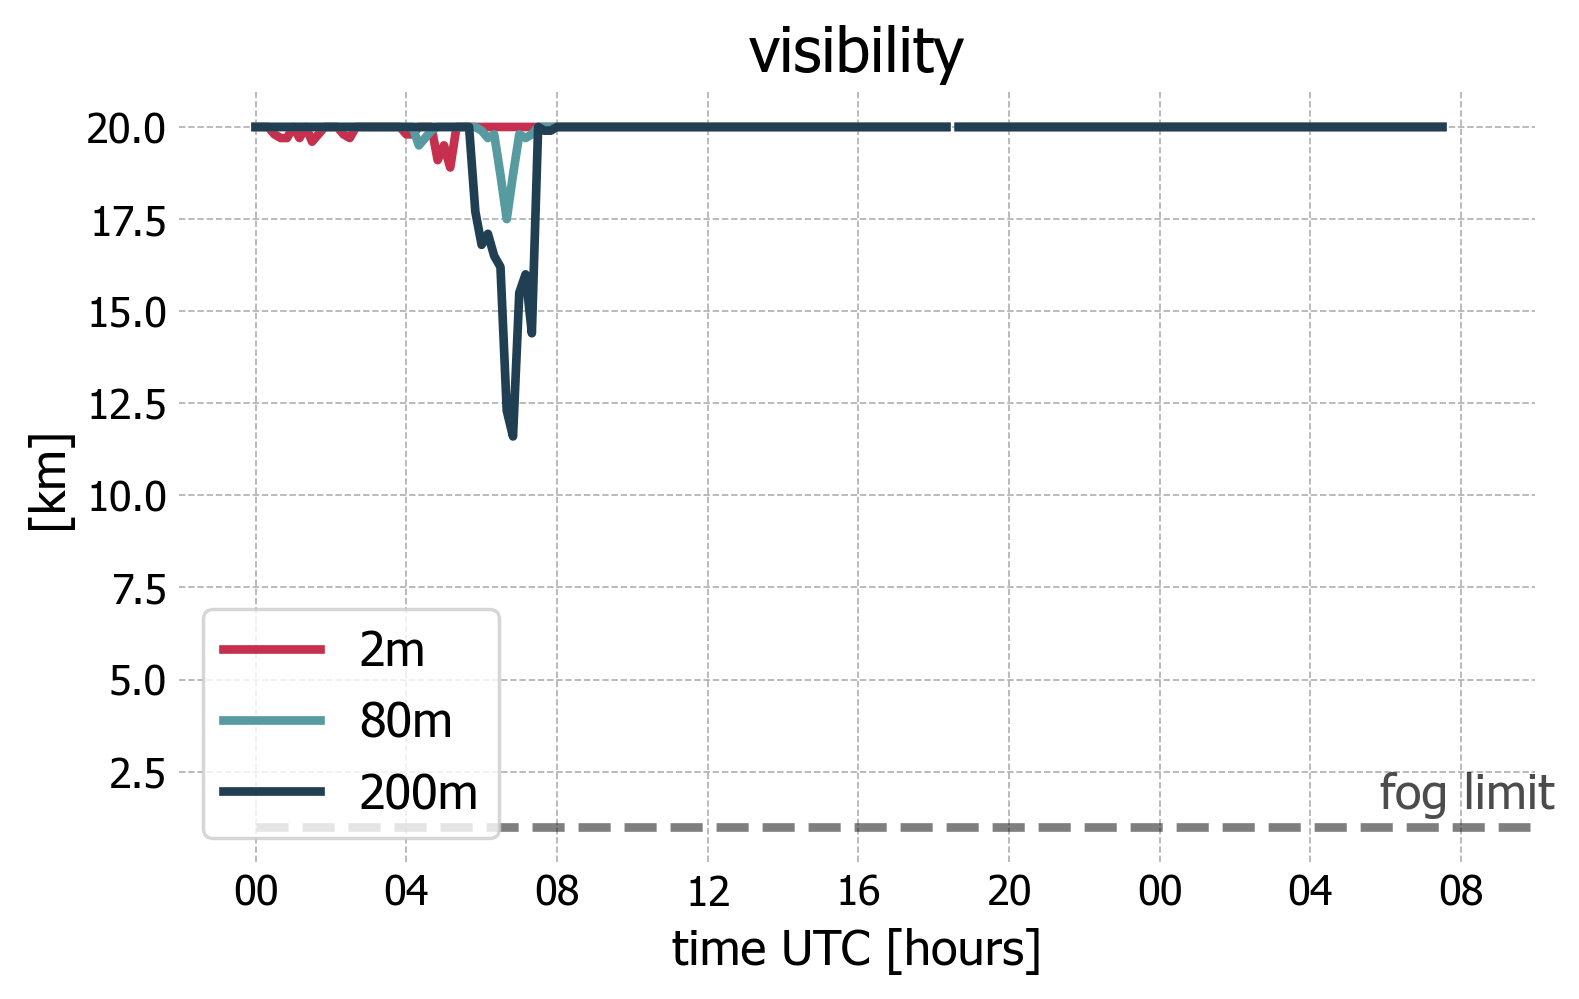 visibility
20.0
17.5
15.0
12.5
10.0
7.5
5.0
2.5
[km]
2m
80m
200m
fog limit
00 04 08 12 16 20 00 04 08
time UTC [hours]